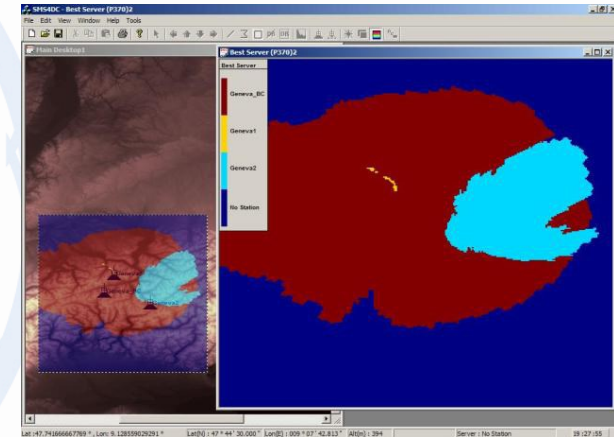 SMS4DC - Best Server (P370)2
File Edit View Window Help Tools
Main Desktop1
Best Server (P370)2
Best Server
Geneva_BC
Geneva1
Geneva2
No Station
Lat :47.741666667769 °, Lon: 9.128559029291 ° Lat(N) : 47 ° 44 ' 30.000 " Lon(E) : 009 ° 07 ' 42.813 " Alt(m) : 394 Server : No Station 19 :27 :55